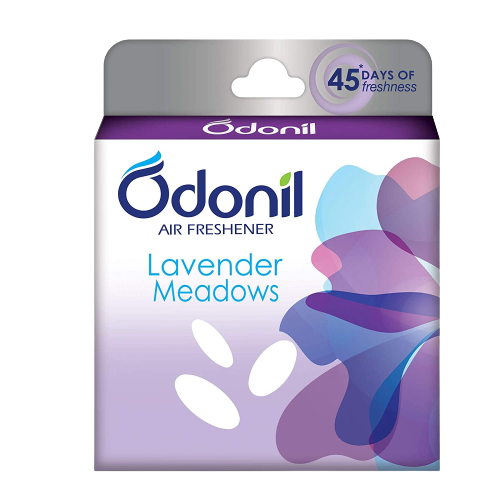 45* DAYS OF
freshness
Odonil
Odonil
AIR FRESHENER
Lavender
Meadows